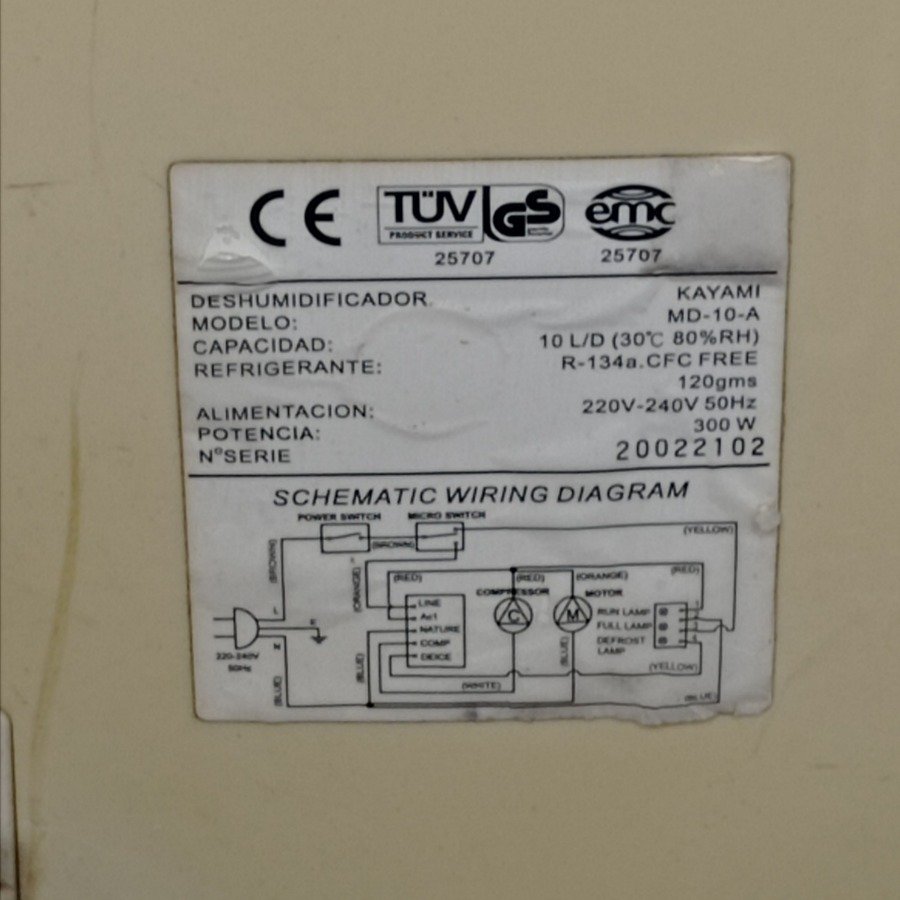 CE TÜV PRODUCT SERVICE GS emc
25707 25707
DESHUMIDIFICADOR KAYAMI
MODELO: MD-10-A
CAPACIDAD: 10 L/D (30℃ 80%RH)
REFRIGERANTE: R-134a.CFC FREE
120gms
ALIMENTACION: 220V-240V 50Hz
POTENCIA: 300 W
NºSERIE 20022102
SCHEMATIC WIRING DIAGRAM
POWER SWITCH MICRO SWITCH
(YELLOW)
(BROWN)
(BROWN)
(ORANGE)
(RED) (RED) (ORANGE) (RED)
COMPRESSOR MOTOR
LINE
NATURE
COMP
DEICE
C M
RUN LAMP
FULL LAMP
DEFROST
LAMP
L E N
220-240V
50Hz
(BLUE) (BLUE) (BLUE)
(YELLOW)
(WHITE)
(BLUE)